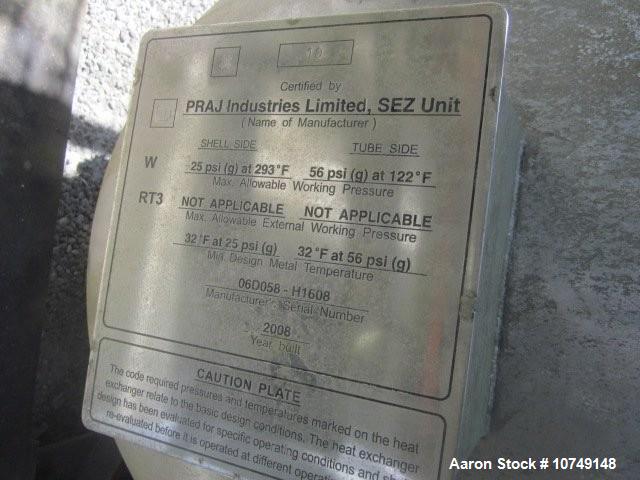 10
Certified by
PRAJ Industries Limited, SEZ Unit
( Name of Manufacturer )
SHELL SIDE TUBE SIDE
W 25 psi (g) at 293°F 56 psi (g) at 122°F
Max. Allowable Working Pressure
RT3 NOT APPLICABLE NOT APPLICABLE
Max. Allowable External Working Pressure
32°F at 25 psi (g) 32°F at 56 psi (g)
Min. Design Metal Temperature
06D058 - H1608
Manufacturer's Serial Number
2008
Year built
CAUTION PLATE
The code required pressures and temperatures marked on the heat
exchanger relate to the basic design conditions. The heat exchanger
design has been evaluated for specific operating conditions and
re-evaluated before it is operated at different operating
Aaron Stock # 10749148